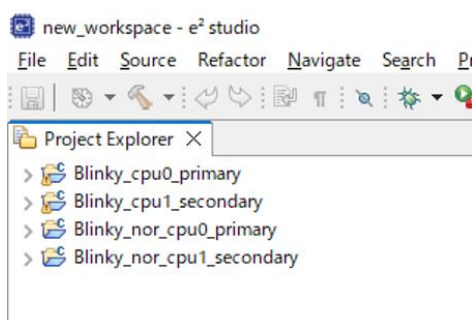 new_workspace - e² studio
File Edit Source Refactor Navigate Search
Project Explorer
Blinky_cpu0_primary
Blinky_cpu1_secondary
Blinky_nor_cpu0_primary
Blinky_nor_cpu1_secondary